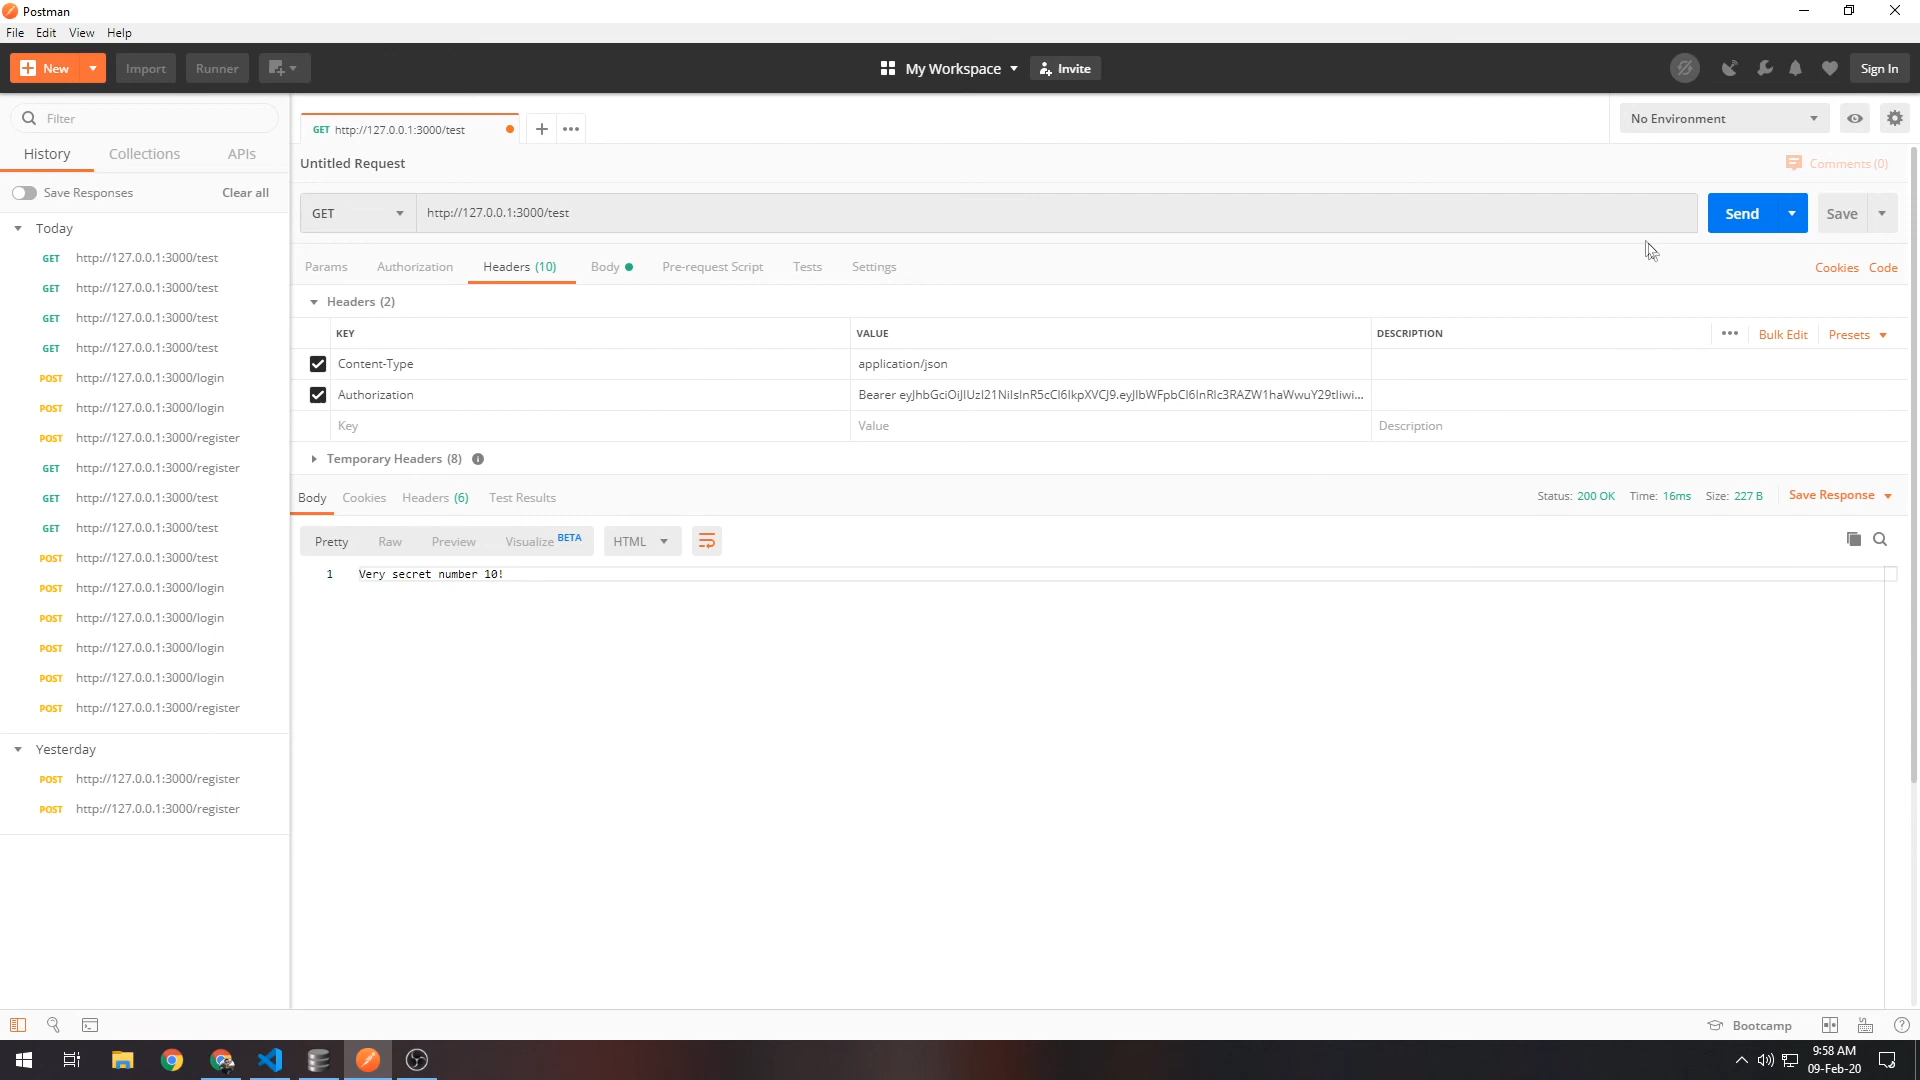 Postman
File Edit View Help
New Import Runner My Workspace Invite Sign In
Filter
History Collections APIs
Save Responses Clear all
Today
GET http://127.0.0.1:3000/test
GET http://127.0.0.1:3000/test
GET http://127.0.0.1:3000/test
GET http://127.0.0.1:3000/test
POST http://127.0.0.1:3000/login
POST http://127.0.0.1:3000/login
POST http://127.0.0.1:3000/register
GET http://127.0.0.1:3000/register
GET http://127.0.0.1:3000/test
GET http://127.0.0.1:3000/test
POST http://127.0.0.1:3000/test
POST http://127.0.0.1:3000/login
POST http://127.0.0.1:3000/login
POST http://127.0.0.1:3000/login
POST http://127.0.0.1:3000/login
POST http://127.0.0.1:3000/register
Yesterday
POST http://127.0.0.1:3000/register
POST http://127.0.0.1:3000/register
GET http://127.0.0.1:3000/test
No Environment
Untitled Request Comments (0)
GET http://127.0.0.1:3000/test Send Save
Params Authorization Headers (10) Body Pre-request Script Tests Settings Cookies Code
Headers (2)
KEY VALUE DESCRIPTION Bulk Edit Presets
Content-Type application/json
Authorization Bearer
Key Value Description
Temporary Headers (8)
Body Cookies Headers (6) Test Results Status: 200 OK Time: 16ms Size: 227 B Save Response
Pretty Raw Preview Visualize BETA HTML
1 Very secret number 10!
Bootcamp
9:58 AM
09-Feb-20